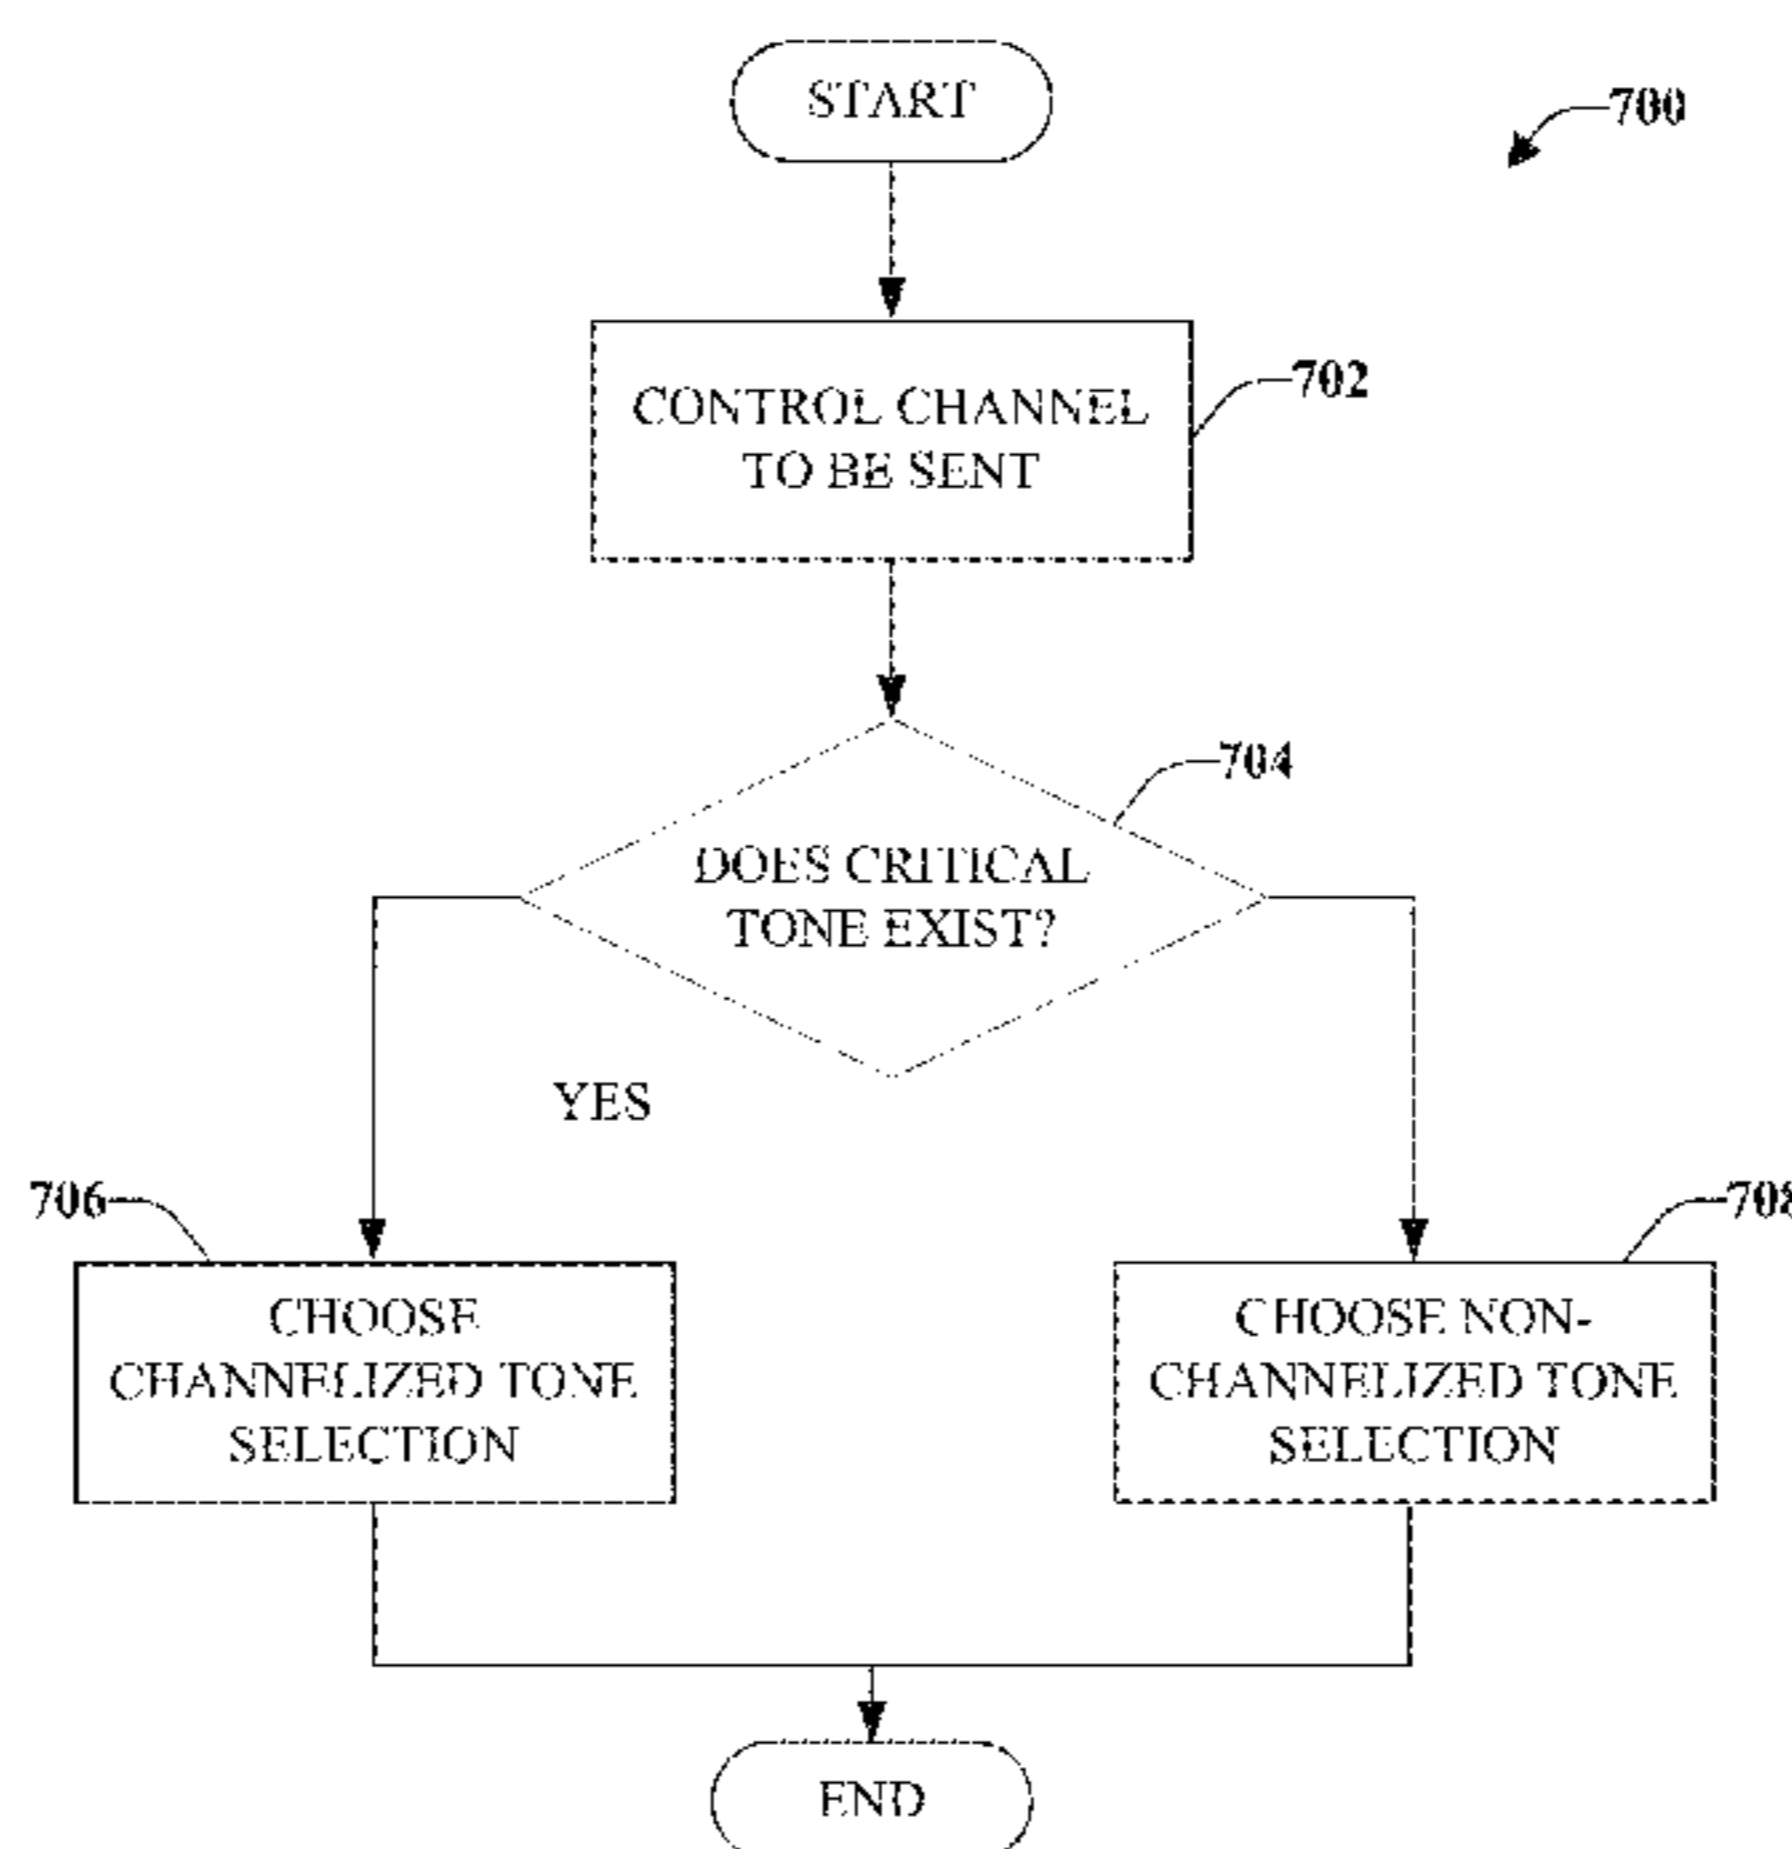 START
700
CONTROL CHANNEL
TO BE SENT
702
704
DOES CRITICAL
TONE EXIST?
YES
706
708
CHOOSE
CHANNELIZED TONE
SELECTION
CHOOSE NON-
CHANNELIZED TONE
SELECTION
END